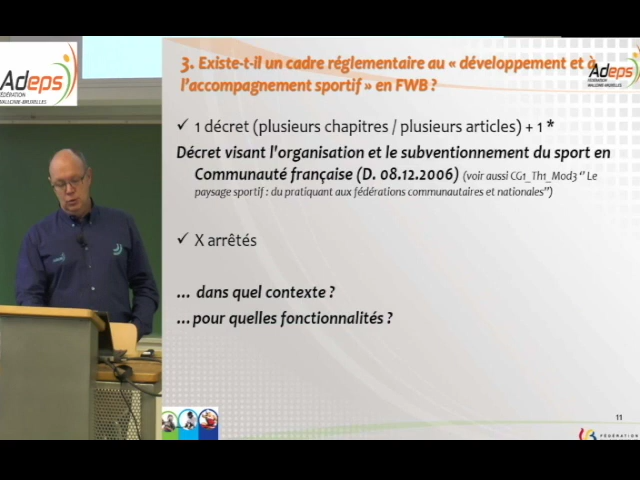 Adeps
FÉDÉRATION
WALLONIE-BRUXELLES
3. Existe-t-il un cadre réglementaire au « développement et à
l'accompagnement sportif » en FWB ?
Adeps
FÉDÉRATION
WALLONIE-BRUXELLES
✓ 1 décret (plusieurs chapitres / plusieurs articles) + 1 *
Décret visant l'organisation et le subventionnement du sport en
Communauté française (D. 08.12.2006) (voir aussi CG1_Th1_Mod3 " Le
paysage sportif : du pratiquant aux fédérations communautaires et nationales")
✓ X arrêtés
... dans quel contexte ?
... pour quelles fonctionnalités ?
11
FÉDÉRATION